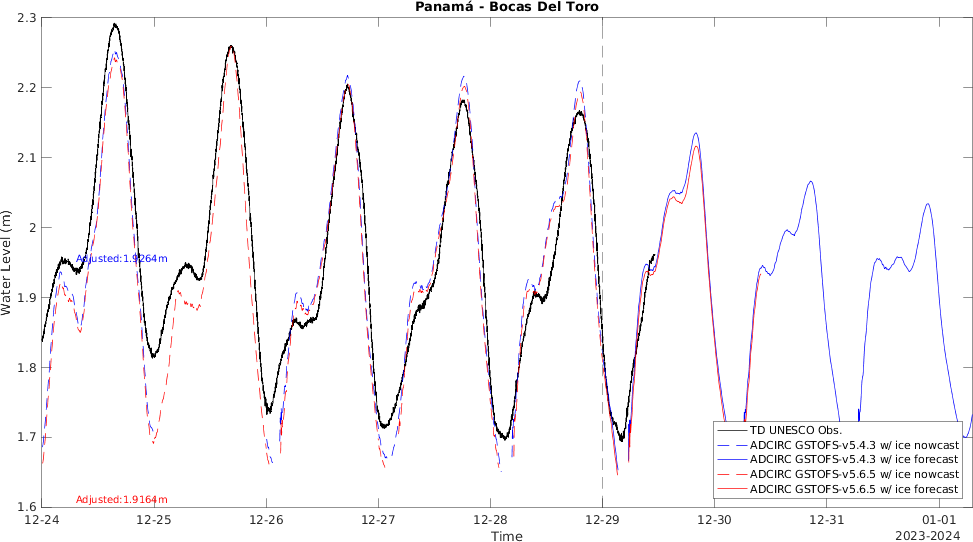 Panamá - Bocas Del Toro
2.3
2.2
2.1
2
1.9
1.8
1.7
1.6
Water Level (m)
Adjusted:1.9264m
Adjusted:1.9164m
TD UNESCO Obs.
ADCIRC GSTOFS-v5.4.3 w/ ice nowcast
ADCIRC GSTOFS-v5.4.3 w/ ice forecast
ADCIRC GSTOFS-v5.6.5 w/ ice nowcast
ADCIRC GSTOFS-v5.6.5 w/ ice forecast
12-24 12-25 12-26 12-27 12-28 12-29 12-30 12-31 01-01
Time
2023-2024